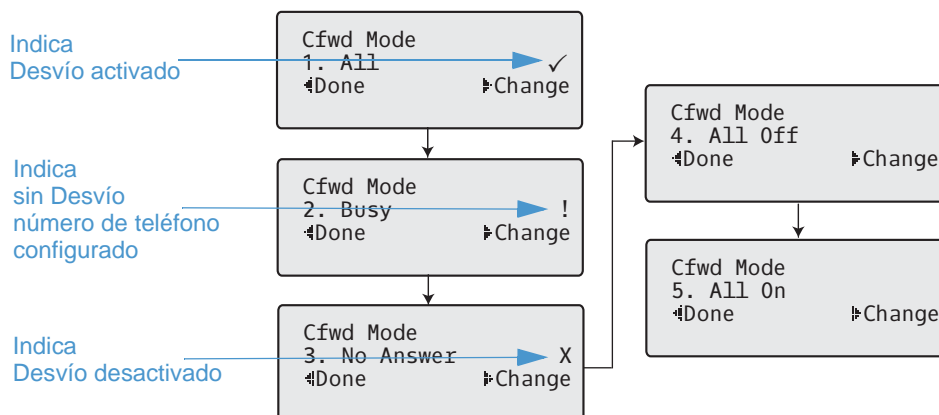 Indica
Desvío activado
Cfwd Mode
1. All ✓
Done Change
Indica
sin Desvío
número de teléfono
configurado
Cfwd Mode
2. Busy !
Done Change
Indica
Desvío desactivado
Cfwd Mode
3. No Answer X
Done Change
Cfwd Mode
4. All Off
Done Change
Cfwd Mode
5. All On
Done Change